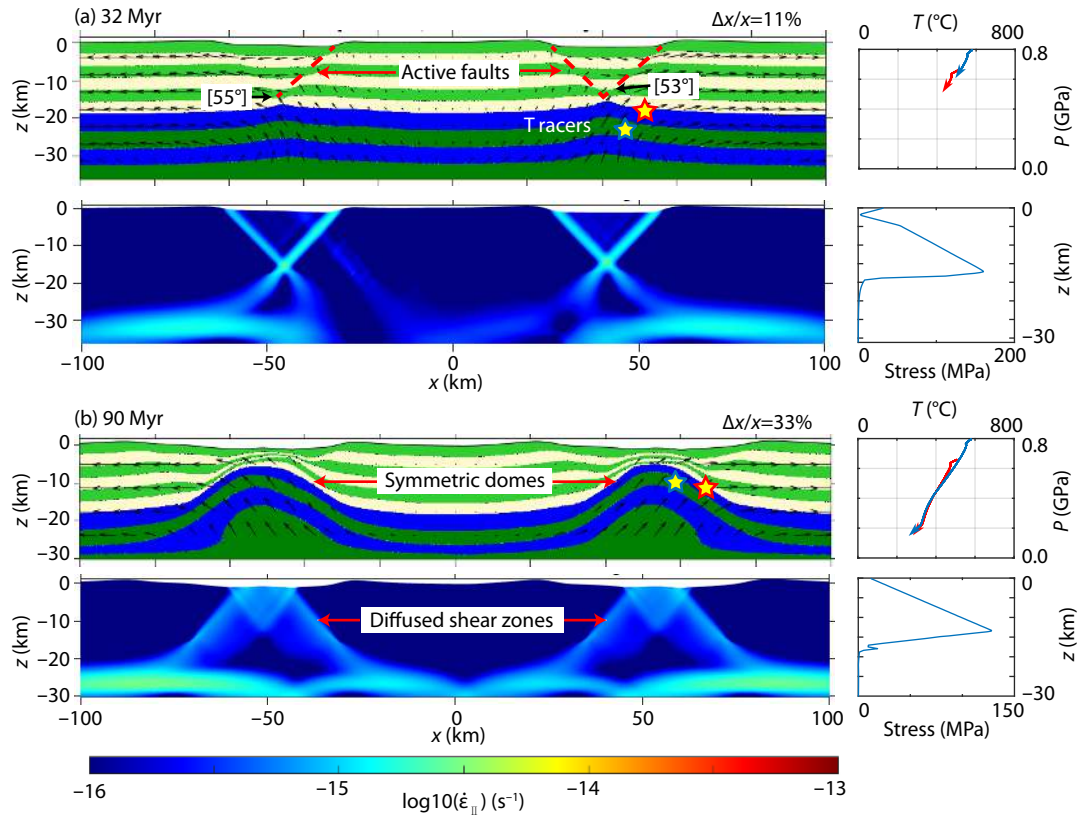 (a) 32 Myr
Δx/x=11%
T (°C)
0 800
0
−10
−20
−30
z (km)
Active faults
[55°]
[53°]
T racers
0.8
0.0
P (GPa)
0
−10
−20
−30
z (km)
−100 −50 0 50 100
x (km)
0
−30
z (km)
0 200
Stress (MPa)
(b) 90 Myr
Δx/x=33%
T (°C)
0 800
0
−10
−20
−30
z (km)
Symmetric domes
0.8
0.0
P (GPa)
0
−10
−20
−30
z (km)
Diffused shear zones
−100 −50 0 50 100
x (km)
0
−30
z (km)
0 150
Stress (MPa)
−16 −15 −14 −13
log10(ε̇II) (s⁻¹)